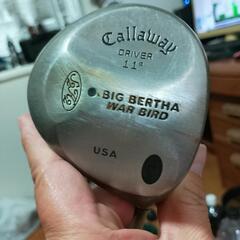 Callaway
DRIVER
11°
BIG BERTHA
WAR BIRD
USA